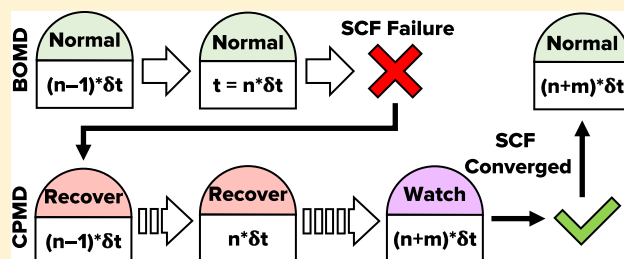 BOMD
Normal
(n–1)*δt
Normal
t = n*δt
SCF Failure
Normal
(n+m)*δt
SCF
Converged
CPMD
Recover
(n–1)*δt
Recover
n*δt
Watch
(n+m)*δt